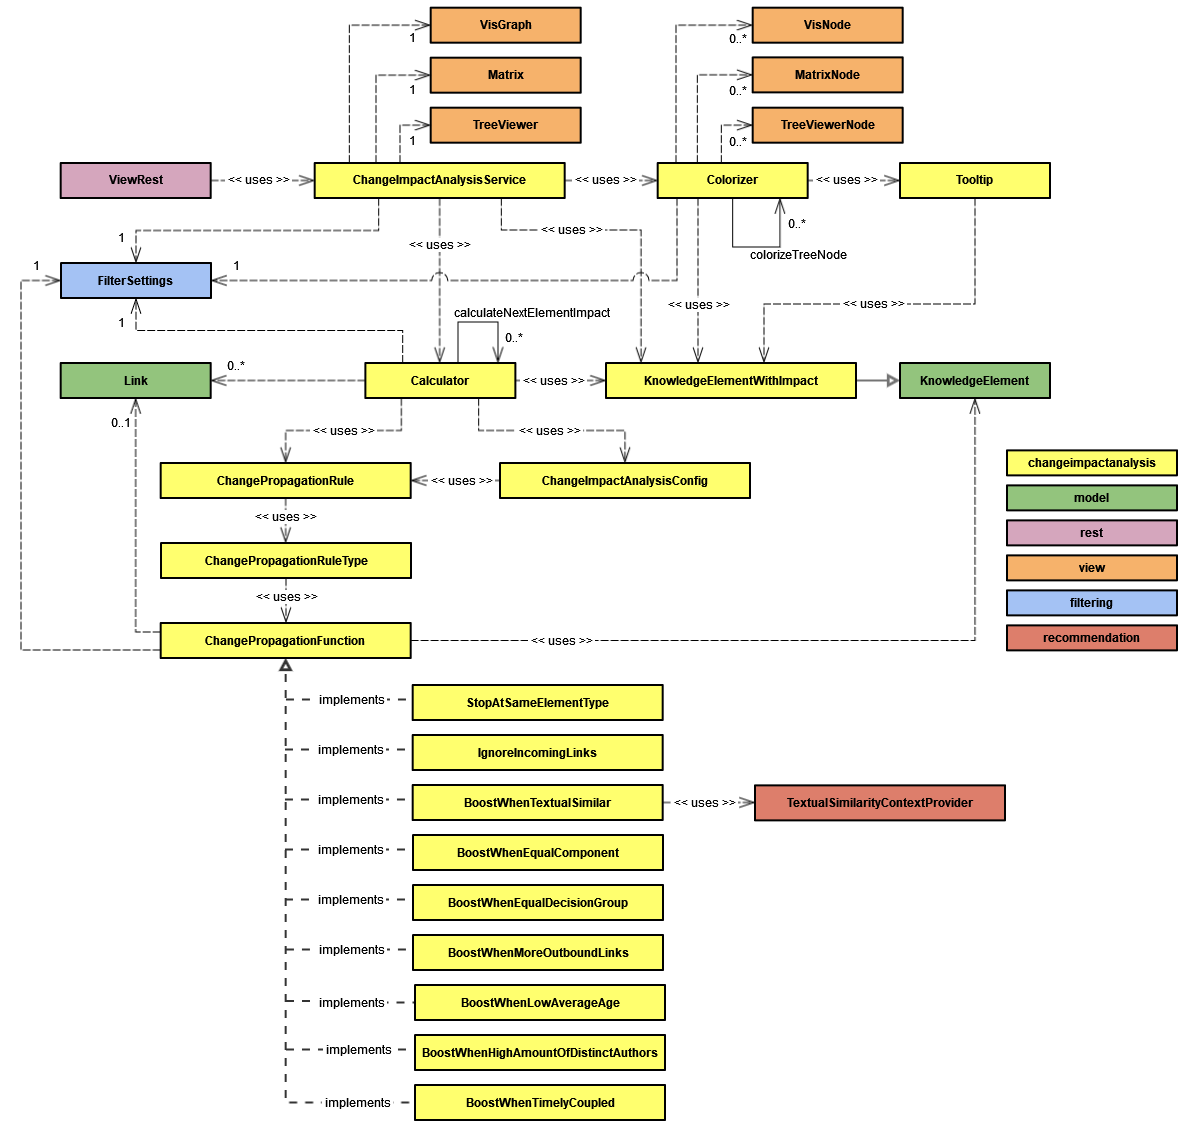 VisGraph
1
Matrix
1
TreeViewer
1
VisNode
0..*
MatrixNode
0..*
TreeViewerNode
0..*
ViewRest
<< uses >>
ChangeImpactAnalysisService
<< uses >>
Colorizer
<< uses >>
Tooltip
0..*
colorizeTreeNode
1
<< uses >>
<< uses >>
1
FilterSettings
1
<< uses >>
<< uses >>
1
calculateNextElementImpact
0..*
Link
0..*
Calculator
<< uses >>
KnowledgeElementWithImpact
KnowledgeElement
0..1
<< uses >>
<< uses >>
ChangePropagationRule
<< uses >>
ChangeImpactAnalysisConfig
<< uses >>
ChangePropagationRuleType
<< uses >>
ChangePropagationFunction
<< uses >>
changeimpactanalysis
model
rest
view
filtering
recommendation
implements
StopAtSameElementType
implements
IgnoreIncomingLinks
implements
BoostWhenTextualSimilar
<< uses >>
TextualSimilarityContextProvider
implements
BoostWhenEqualComponent
implements
BoostWhenEqualDecisionGroup
implements
BoostWhenMoreOutboundLinks
implements
BoostWhenLowAverageAge
implements
BoostWhenHighAmountOfDistinctAuthors
implements
BoostWhenTimelyCoupled